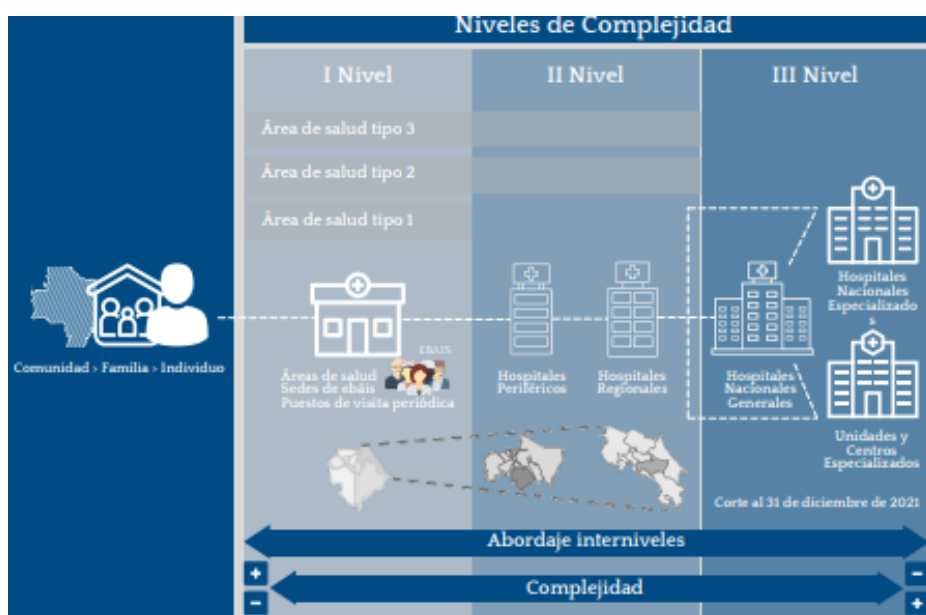 Niveles de Complejidad
I Nivel
II Nivel
III Nivel
Área de salud tipo 3
Área de salud tipo 2
Área de salud tipo 1
Comunidad > Familia > Individuo
EBAIS
Áreas de salud
Sedes de ebáis
Puestos de visita periódica
Hospitales
Periféricos
Hospitales
Regionales
Hospitales
Nacionales
Generales
Hospitales
Nacionales
Especializado
s
Unidades y
Centros
Especializados
Corte al 31 de diciembre de 2021
Abordaje interniveles
+
−
Complejidad
−
+